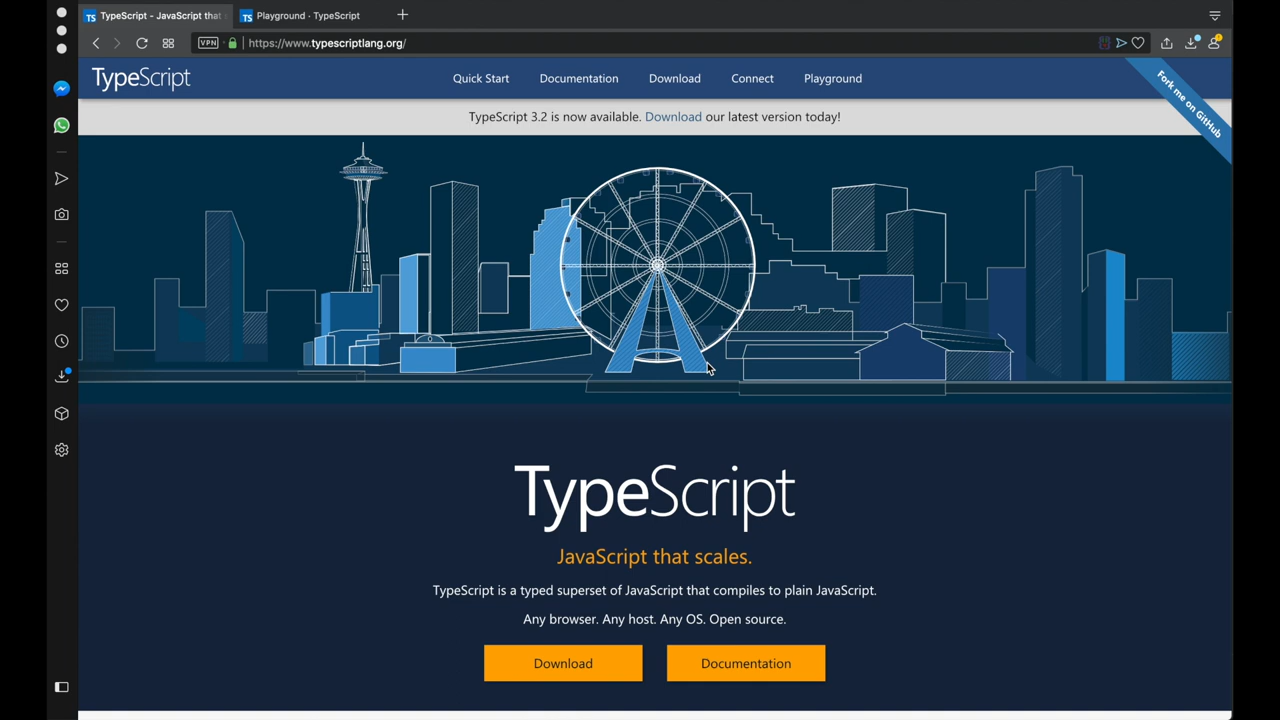 TS TypeScript - JavaScript that s
TS Playground · TypeScript
VPN https://www.typescriptlang.org/
TypeScript
Quick Start
Documentation
Download
Connect
Playground
Fork me on GitHub
TypeScript 3.2 is now available. Download our latest version today!
TypeScript
JavaScript that scales.
TypeScript is a typed superset of JavaScript that compiles to plain JavaScript.
Any browser. Any host. Any OS. Open source.
Download
Documentation